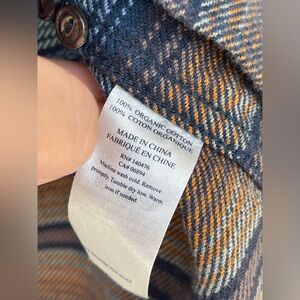 100% ORGANIC COTTON
100% COTON ORGANIQUE
MADE IN CHINA
FABRIQUÉ EN CHINE
RN# 140476
CA# 06894
Machine wash cold. Remove
promptly. Tumble dry low. Warm
iron if needed.